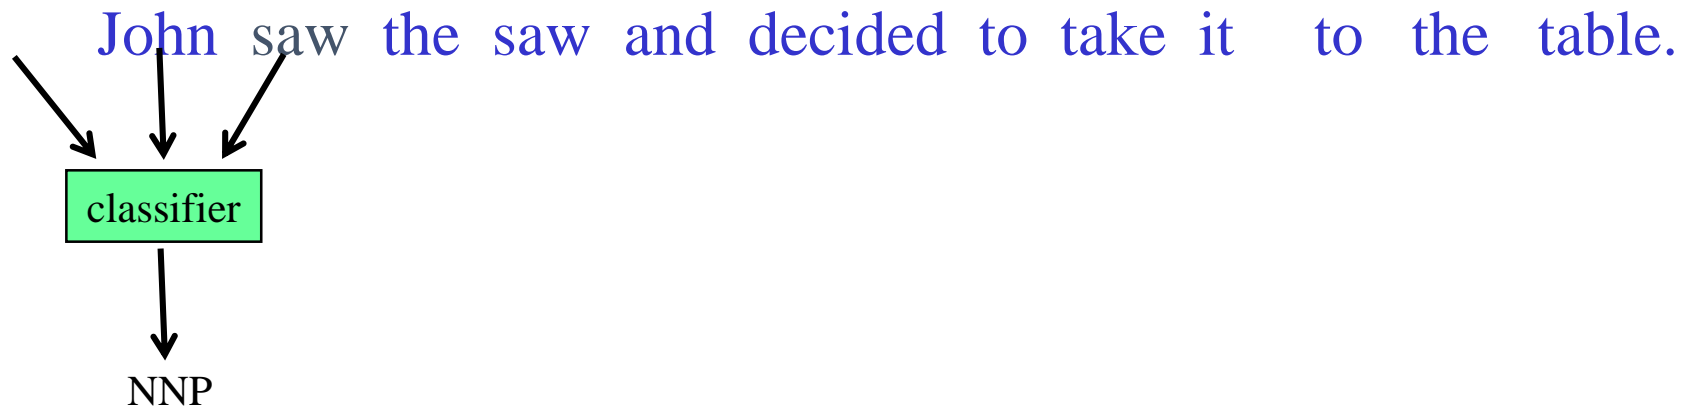 John saw the saw and decided to take it to the table.
classifier
NNP